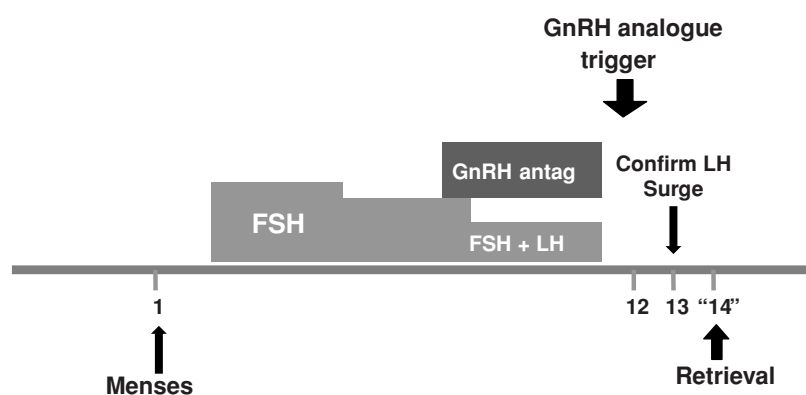 GnRH analogue
trigger
GnRH antag
Confirm LH
Surge
FSH
FSH + LH
1
12
13
“14”
Menses
Retrieval